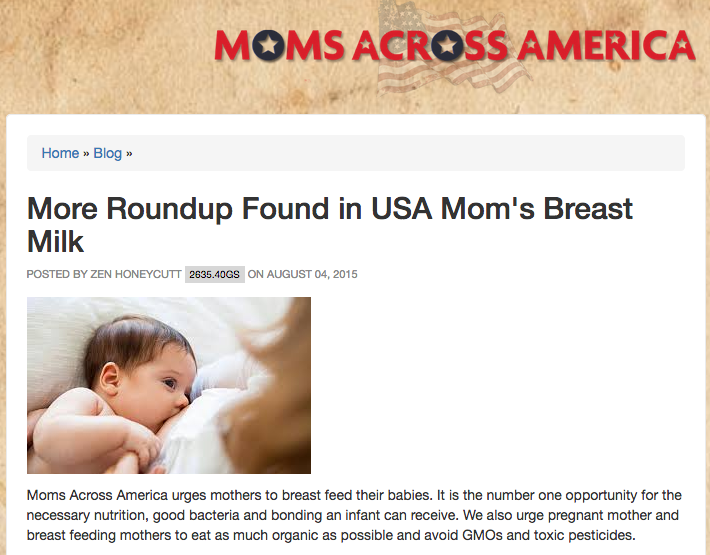 MOMS ACROSS AMERICA
Home » Blog »
More Roundup Found in USA Mom's Breast
Milk
POSTED BY ZEN HONEYCUTT 2635.40GS ON AUGUST 04, 2015
Moms Across America urges mothers to breast feed their babies. It is the number one opportunity for the
necessary nutrition, good bacteria and bonding an infant can receive. We also urge pregnant mother and
breast feeding mothers to eat as much organic as possible and avoid GMOs and toxic pesticides.